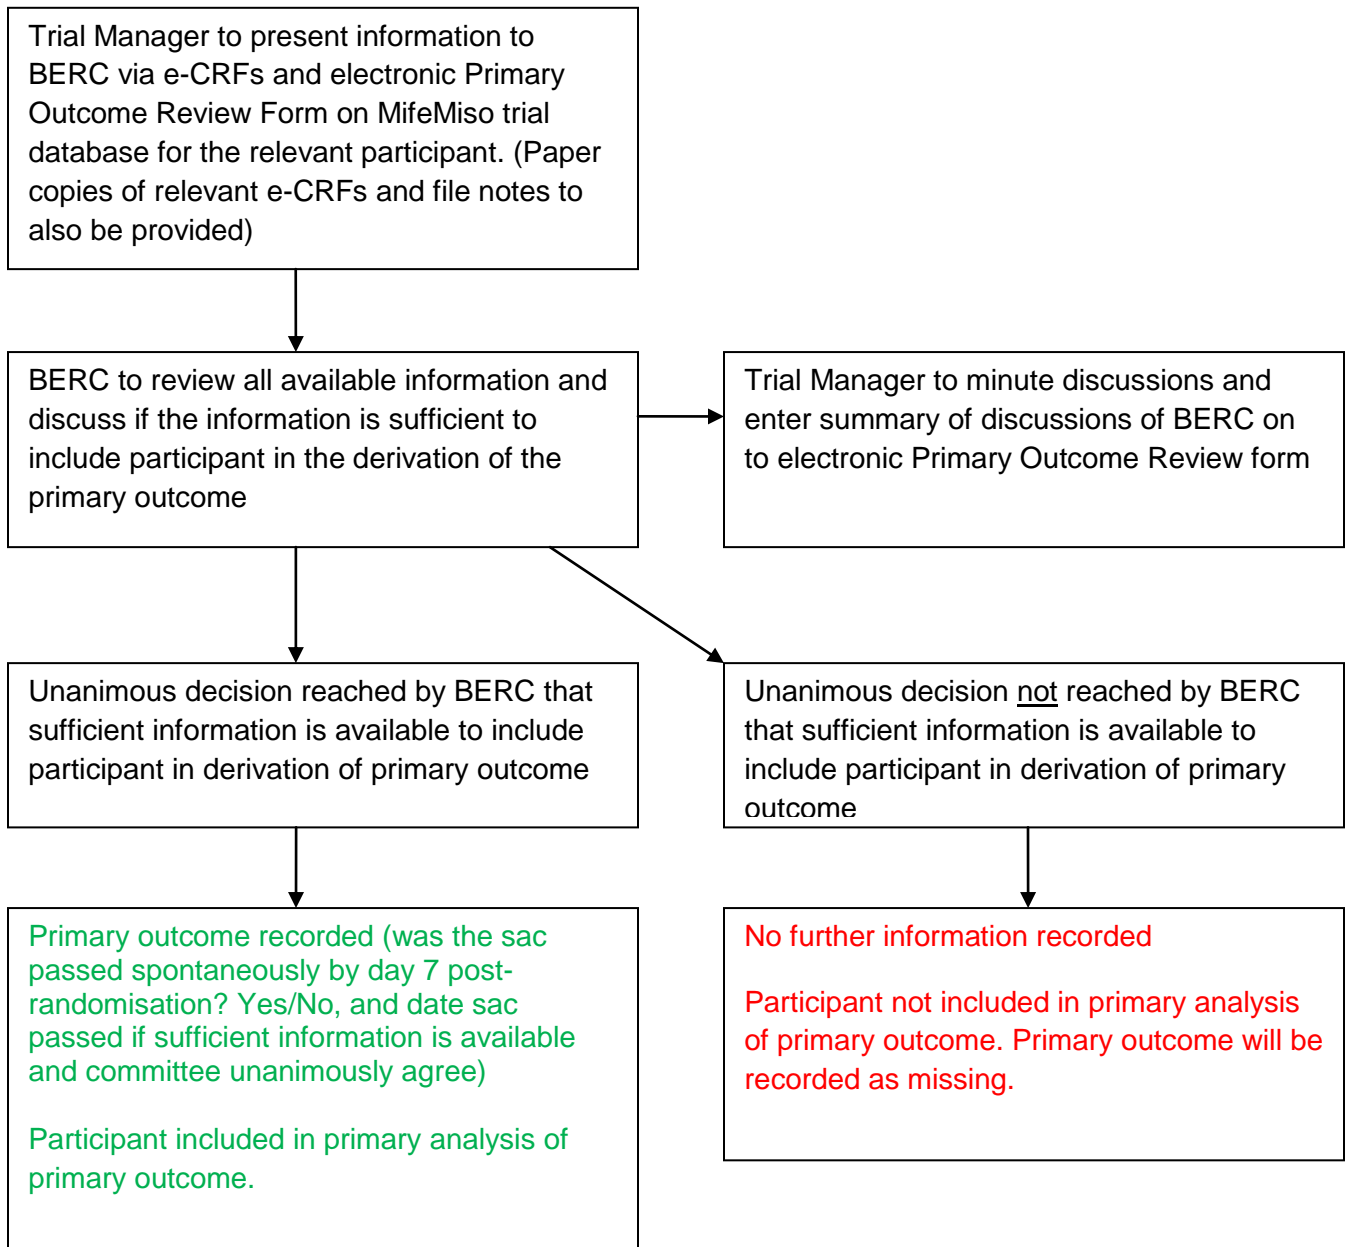 Trial Manager to present information to
BERC via e-CRFs and electronic Primary
Outcome Review Form on MifeMiso trial
database for the relevant participant. (Paper
copies of relevant e-CRFs and file notes to
also be provided)
BERC to review all available information and
discuss if the information is sufficient to
include participant in the derivation of the
primary outcome
Trial Manager to minute discussions and
enter summary of discussions of BERC on
to electronic Primary Outcome Review form
Unanimous decision reached by BERC that
sufficient information is available to include
participant in derivation of primary outcome
Unanimous decision not reached by BERC
that sufficient information is available to
include participant in derivation of primary
outcome
Primary outcome recorded (was the sac
passed spontaneously by day 7 post-
randomisation? Yes/No, and date sac
passed if sufficient information is available
and committee unanimously agree)
Participant included in primary analysis of
primary outcome.
No further information recorded
Participant not included in primary analysis
of primary outcome. Primary outcome will be
recorded as missing.